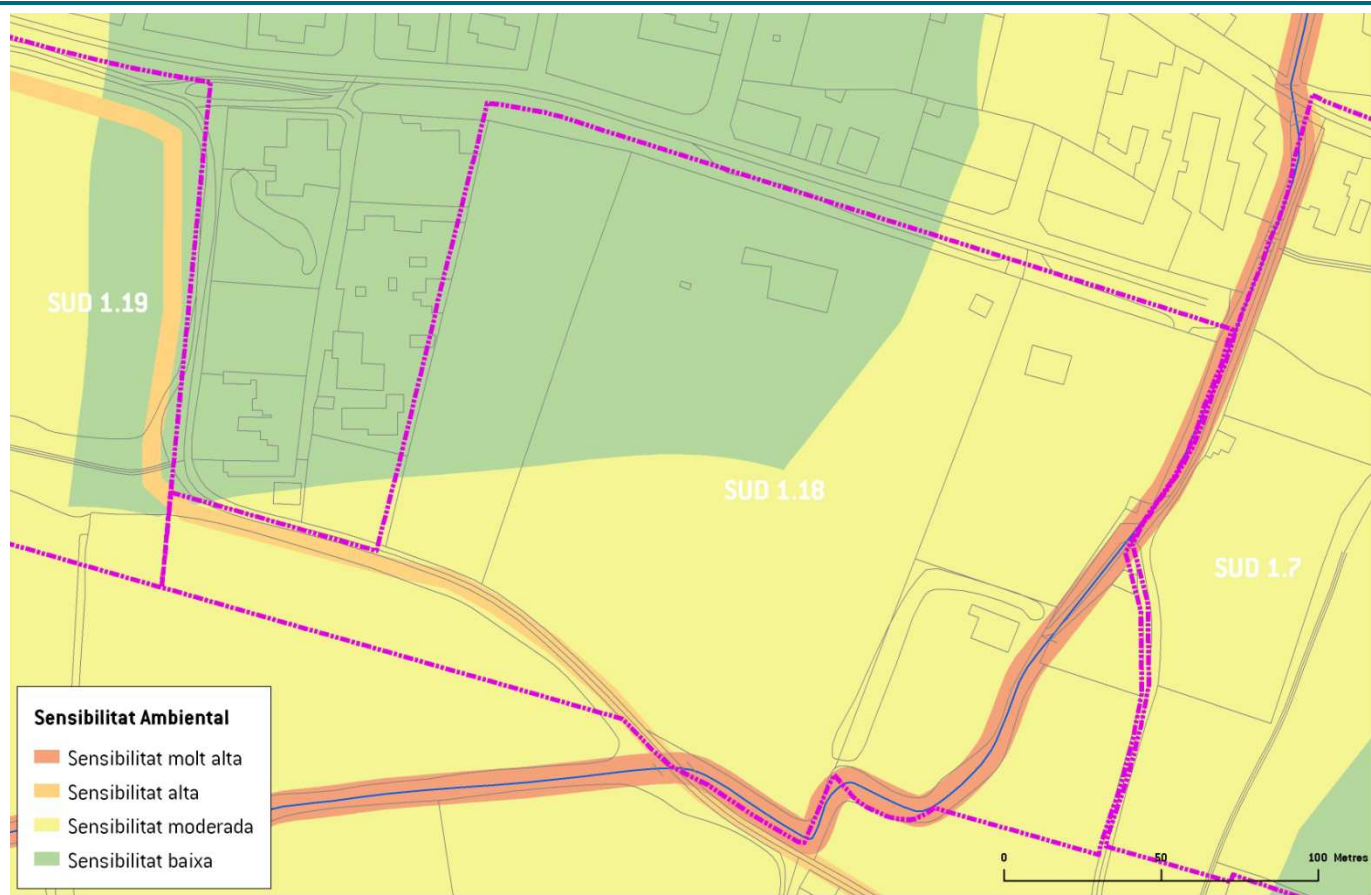 SUD 1.19
SUD 1.18
SUD 1.7
Sensibilitat Ambiental
Sensibilitat molt alta
Sensibilitat alta
Sensibilitat moderada
Sensibilitat baixa
0 50 100 Metres